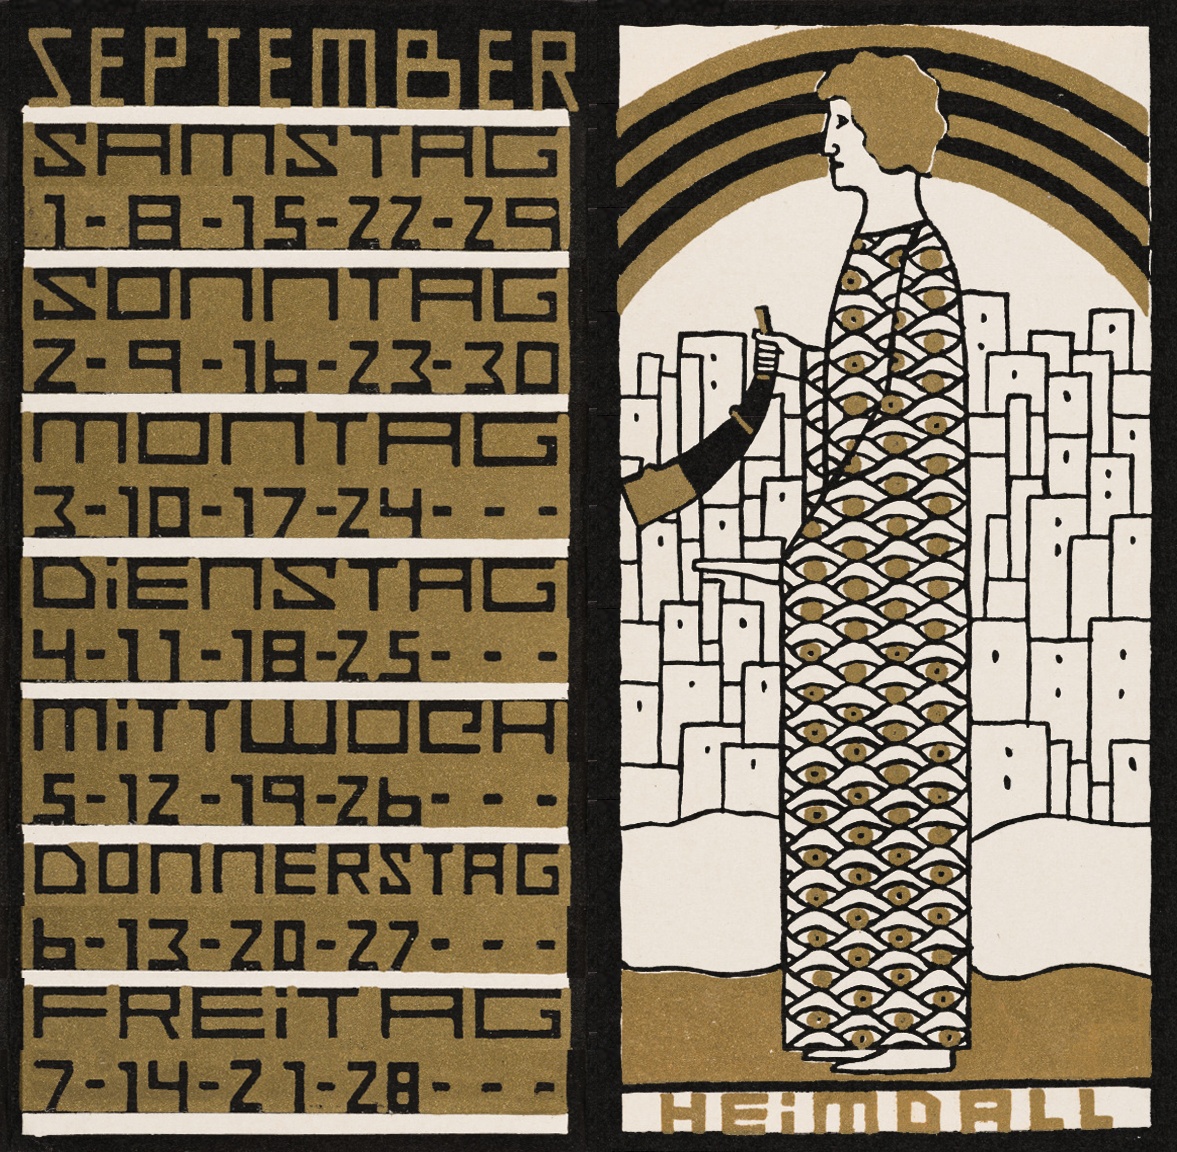 SEPTEMBER
SAMSTAG
1-8-15-22-29
SONNTAG
2-9-16-23-30
MONTAG
3-10-17-24- - -
DiENSTAG
4-11-18-25- - -
MiTTWOCH
5-12-19-26- - -
DONNERSTAG
6-13-20-27- - -
FREiTAG
7-14-21-28- - -
HEiMDALL